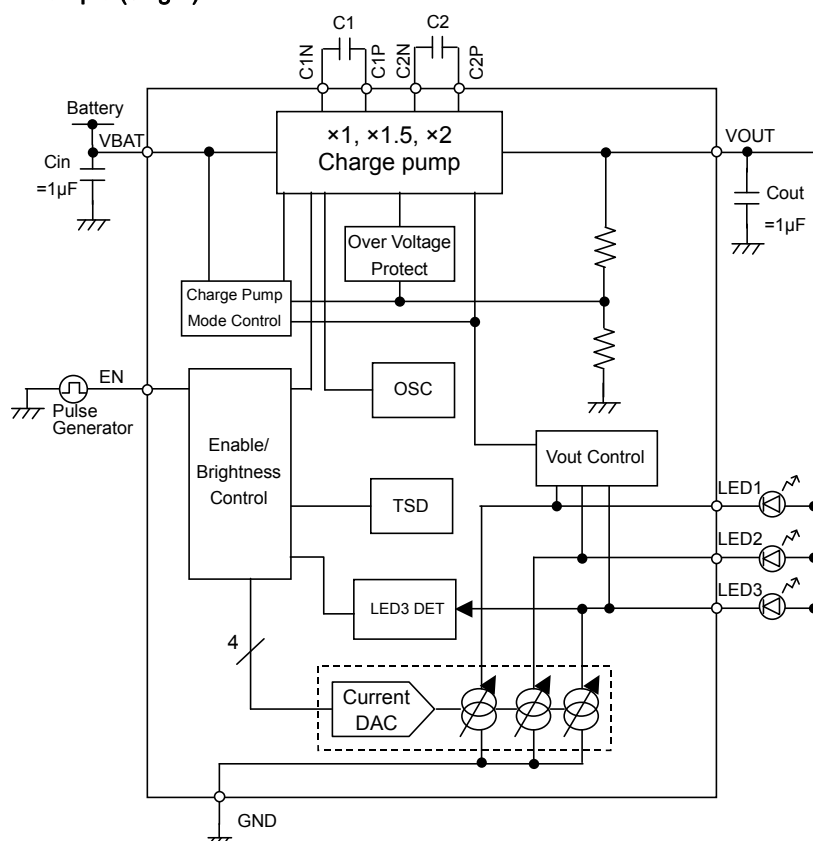 C1
C2
C1N
C1P
C2N
C2P
Battery
VBAT
×1, ×1.5, ×2
Charge pump
VOUT
Cin
=1µF
Cout
=1µF
Over Voltage
Protect
Charge Pump
Mode Control
EN
Pulse
Generator
OSC
Enable/
Brightness
Control
Vout Control
LED1
TSD
LED2
LED3
LED3 DET
4
Current
DAC
GND